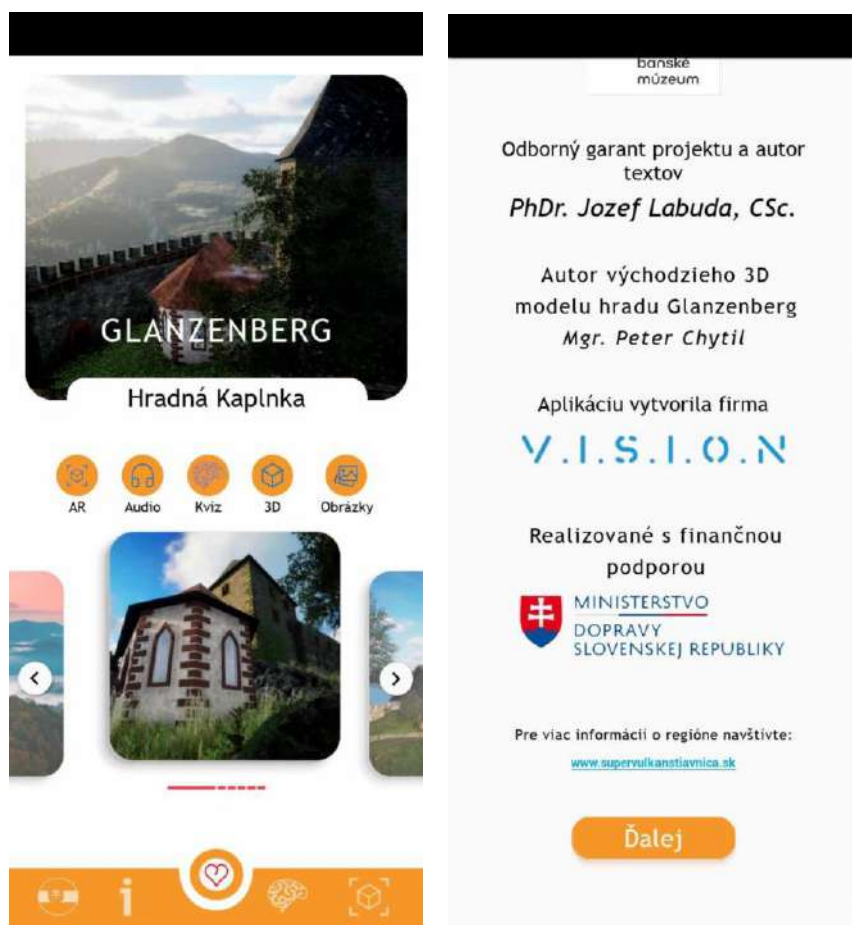 GLANZENBERG
Hradná Kaplnka
AR
Audio
Kvíz
3D
Obrázky
banské
múzeum
Odborný garant projektu a autor
textov
PhDr. Jozef Labuda, CSc.
Autor východzieho 3D
modelu hradu Glanzenberg
Mgr. Peter Chytil
Aplikáciu vytvorila firma
V.I.S.I.O.N
Realizované s finančnou
podporou
MINISTERSTVO
DOPRAVY
SLOVENSKEJ REPUBLIKY
Pre viac informácií o regióne navštívte:
www.supervulkanstiavnica.sk
Ďalej